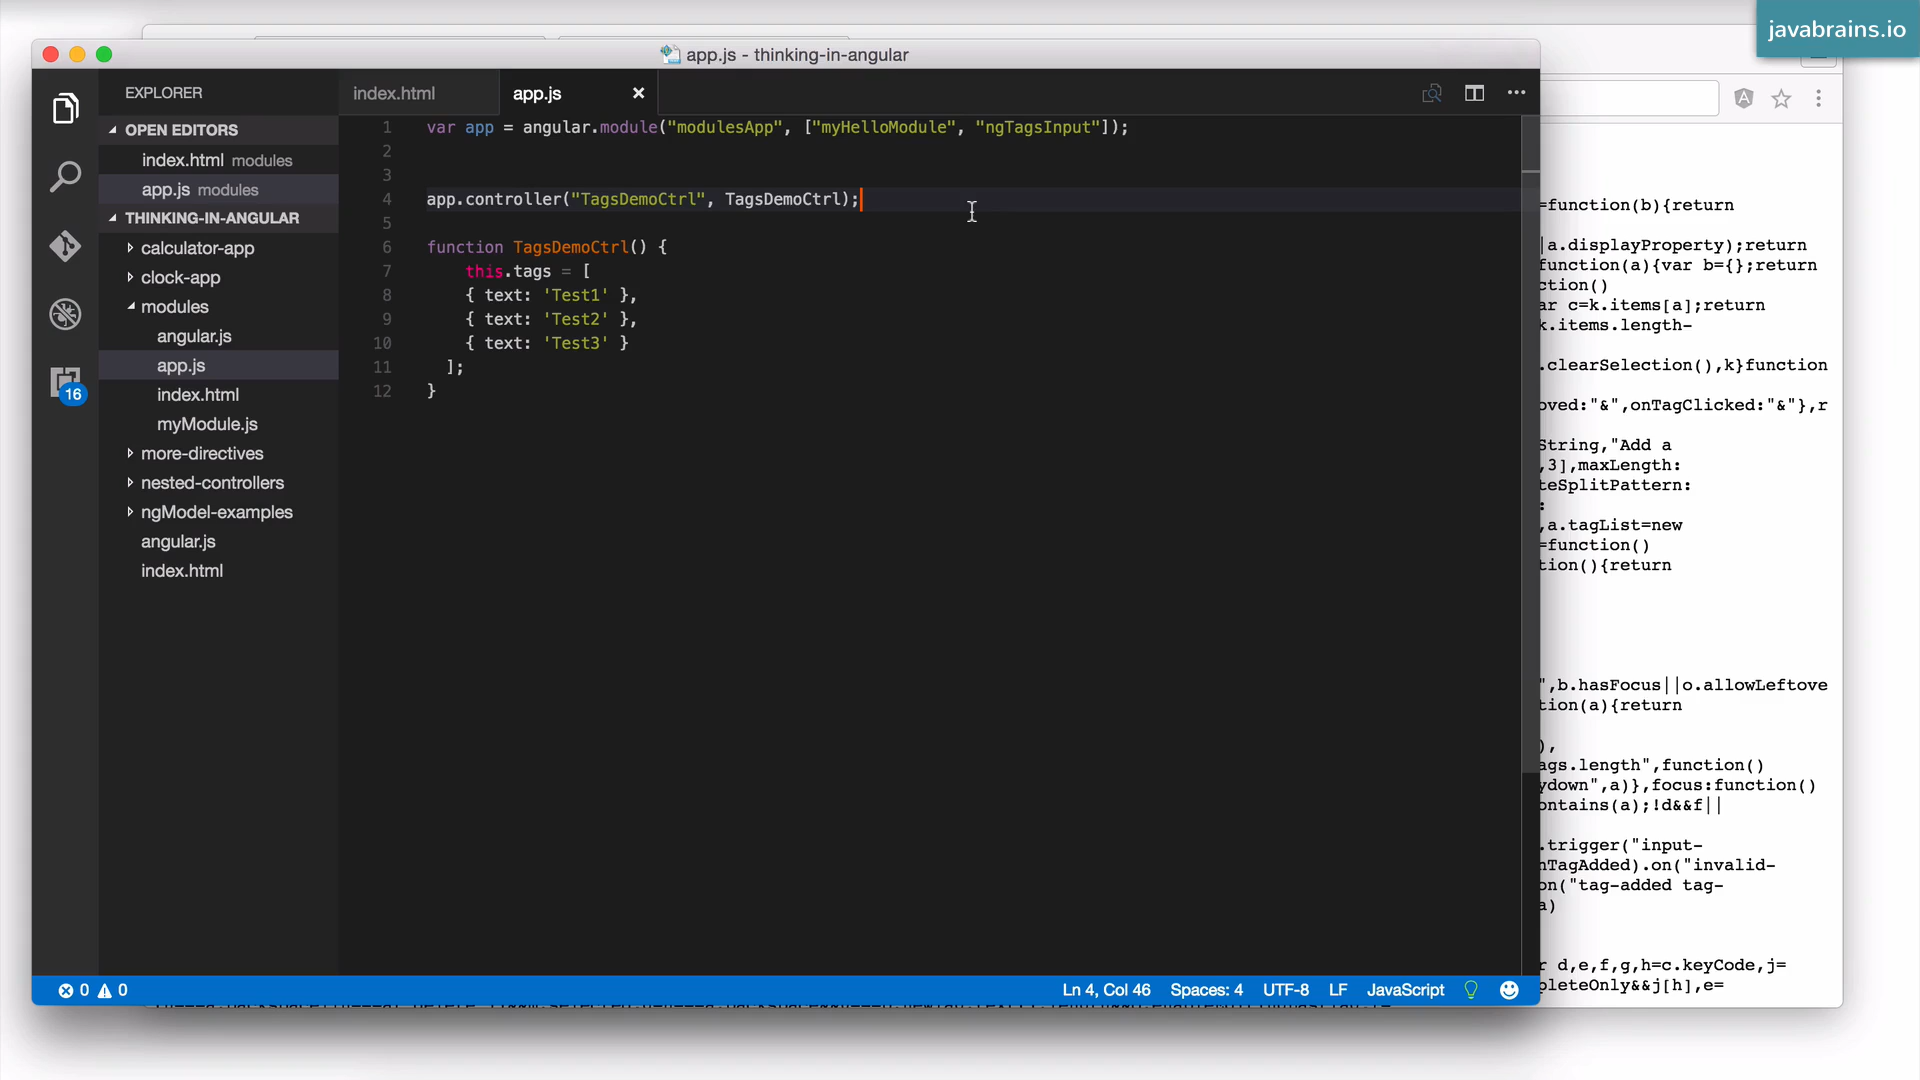 javabrains.io
app.js - thinking-in-angular
EXPLORER
OPEN EDITORS
index.html modules
app.js modules
THINKING-IN-ANGULAR
calculator-app
clock-app
modules
angular.js
app.js
index.html
myModule.js
more-directives
nested-controllers
ngModel-examples
angular.js
index.html
16
index.html
app.js
1 var app = angular.module("modulesApp", ["myHelloModule", "ngTagsInput"]);
2
3
4 app.controller("TagsDemoCtrl", TagsDemoCtrl);
5
6 function TagsDemoCtrl() {
7 this.tags = [
8 { text: 'Test1' },
9 { text: 'Test2' },
10 { text: 'Test3' }
11 ];
12 }
=function(b){return
|a.displayProperty);return
function(a){var b={};return
ction()
ar c=k.items[a];return
k.items.length-
.clearSelection(),k}function
oved:"&",onTagClicked:"&"},r
String,"Add a
,3],maxLength:
teSplitPattern:
:
,a.tagList=new
=function()
tion(){return
",b.hasFocus||o.allowLeftove
tion(a){return
),
ags.length",function()
ydown",a)},focus:function()
ontains(a);!d&&f||
.trigger("input-
nTagAdded).on("invalid-
on("tag-added tag-
a)
r d,e,f,g,h=c.keyCode,j=
pleteOnly&&j[h],e=
0 0
Ln 4, Col 46
Spaces: 4
UTF-8
LF
JavaScript